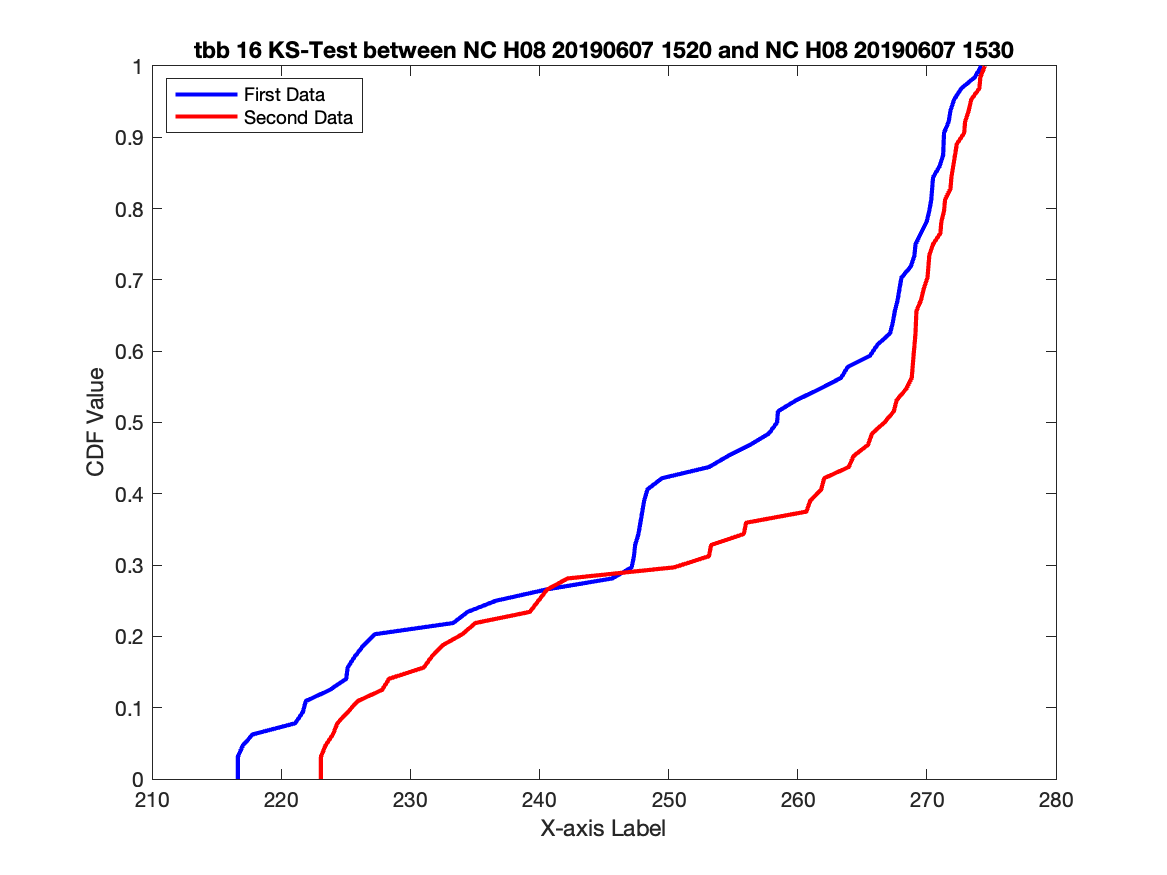 tbb 16 KS-Test between NC H08 20190607 1520 and NC H08 20190607 1530
First Data
Second Data
1
0.9
0.8
0.7
0.6
0.5
0.4
0.3
0.2
0.1
0
CDF Value
210 220 230 240 250 260 270 280
X-axis Label